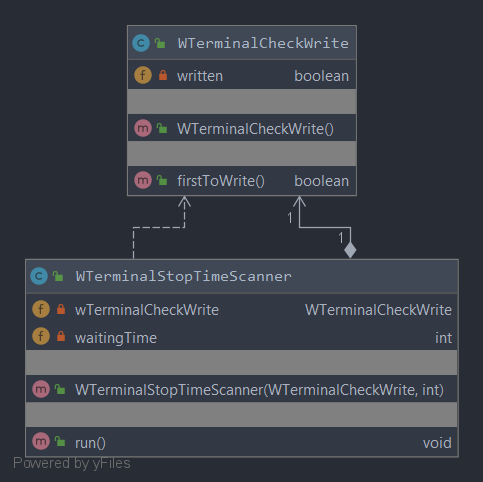 C WTerminalCheckWrite
f written boolean
m WTerminalCheckWrite()
m firstToWrite() boolean
1
1
C WTerminalStopTimeScanner
f wTerminalCheckWrite WTerminalCheckWrite
f waitingTime int
m WTerminalStopTimeScanner(WTerminalCheckWrite, int)
m run() void
Powered by yFiles